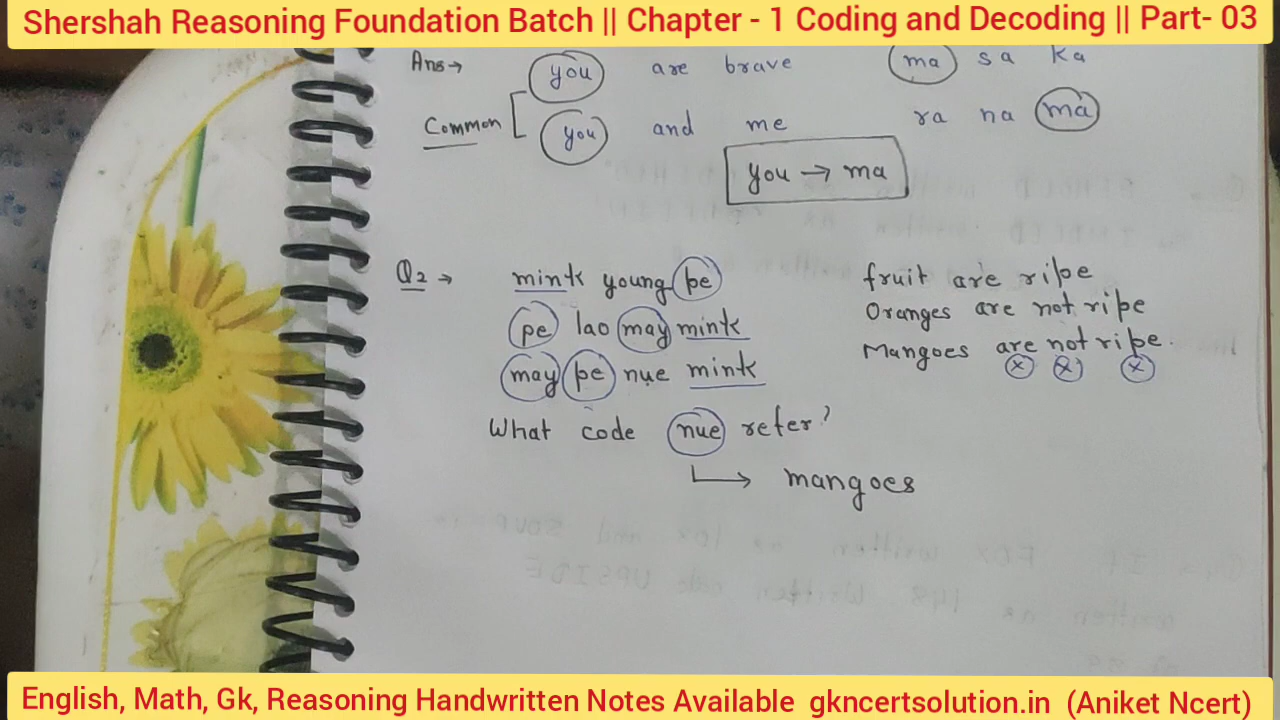 Shershah Reasoning Foundation Batch || Chapter - 1 Coding and Decoding || Part- 03
Ans→ you are brave ma sa ka
Common you and me ra na ma
you → ma
Q2 → mink young pe fruit are ripe
pe lao may mink Oranges are not ripe
may pe nue mink Mangoes are not ripe.
What code nue refer?
mangoes
English, Math, Gk, Reasoning Handwritten Notes Available gkncertsolution.in (Aniket Ncert)